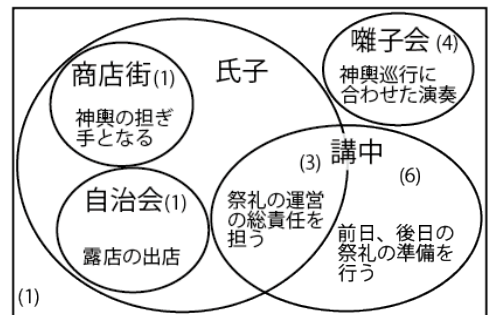 商店街(1)
神輿の担ぎ
手となる
氏子
囃子会(4)
神輿巡行に
合わせた演奏
自治会(1)
露店の出店
講中
(3)
祭礼の運営
の総責任を
担う
(6)
前日、後日の
祭礼の準備を
行う
(1)